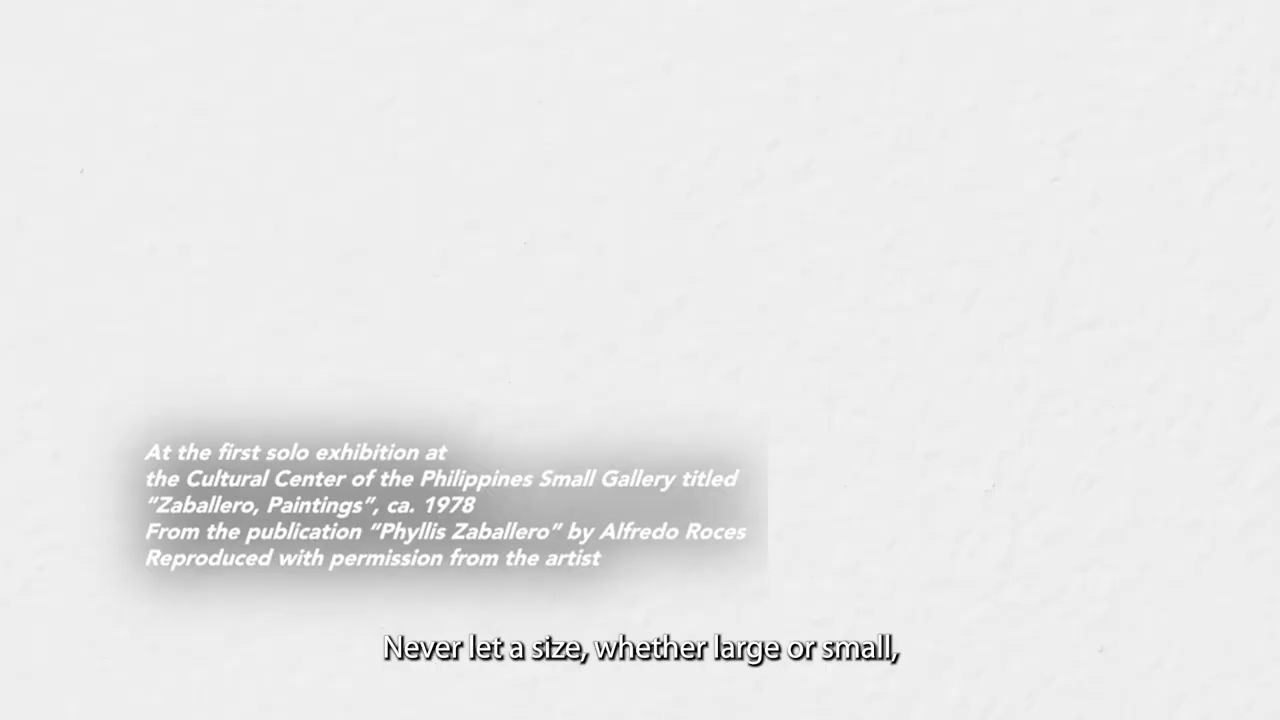 At the first solo exhibition at
the Cultural Center of the Philippines Small Gallery titled
“Zaballero, Paintings”, ca. 1978
From the publication “Phyllis Zaballero” by Alfredo Roces
Reproduced with permission from the artist
Never let a size, whether large or small,